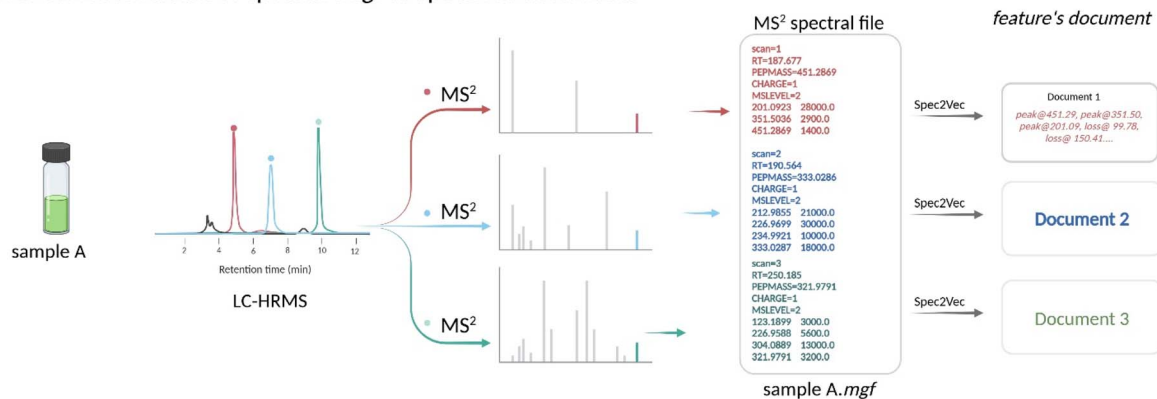 MS² spectral file
feature's document
scan=1
RT=187.677
PEPMASS=451.2869
CHARGE=1
MSLEVEL=2
201.0923 28000.0
351.5036 2900.0
451.2869 1400.0
scan=2
RT=190.564
PEPMASS=333.0286
CHARGE=1
MSLEVEL=2
212.9855 21000.0
226.9699 30000.0
234.9921 10000.0
333.0287 18000.0
scan=3
RT=250.185
PEPMASS=321.9791
CHARGE=1
MSLEVEL=2
123.1899 3000.0
226.9588 5600.0
304.0889 13000.0
321.9791 3200.0
sample A.mgf
MS²
MS²
MS²
sample A
2 4 6 8 10 12
Retention time (min)
LC-HRMS
Spec2Vec
Spec2Vec
Spec2Vec
Document 1
peak@451.29, peak@351.50,
peak@201.09, loss@ 99.78,
loss@ 150.41....
Document 2
Document 3